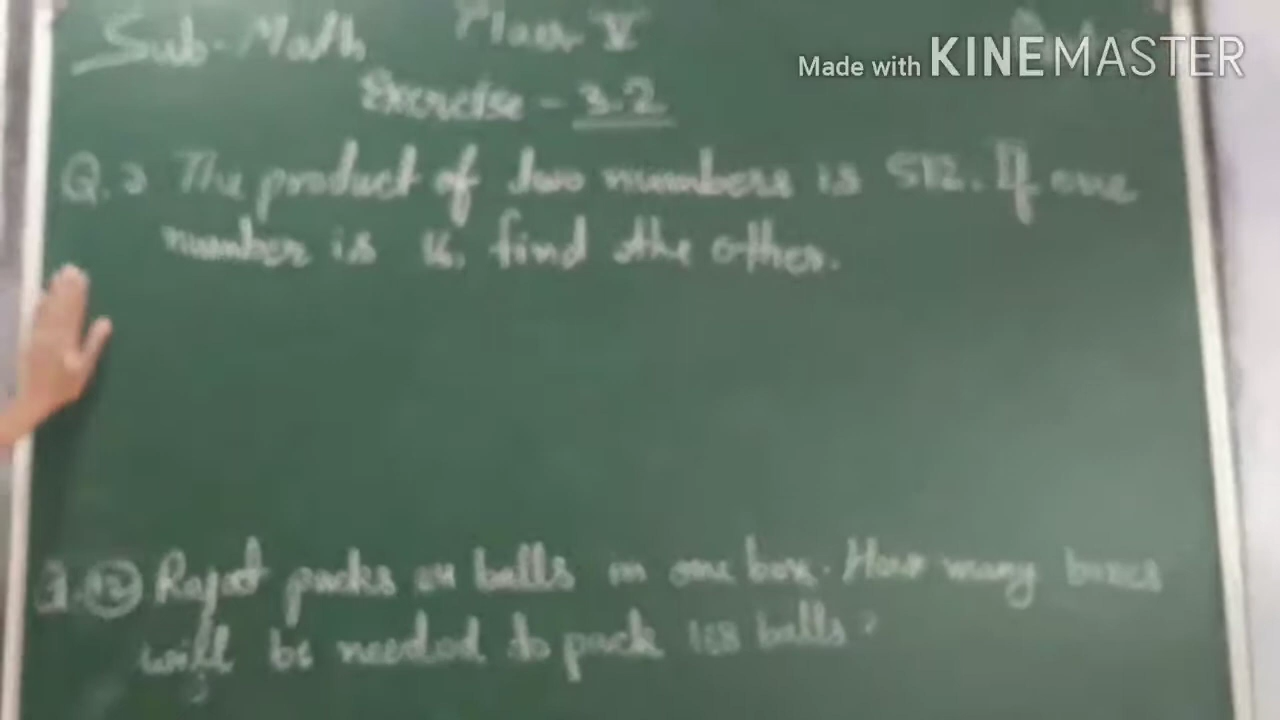 Made with KINEMASTER
Sub-Math Class V
Exercise - 3.2
Q. 2 The product of two numbers is 512. If one
number is 16, find the other.
Rajat packs balls in one box. How many boxes
will be needed to pack 168 balls?